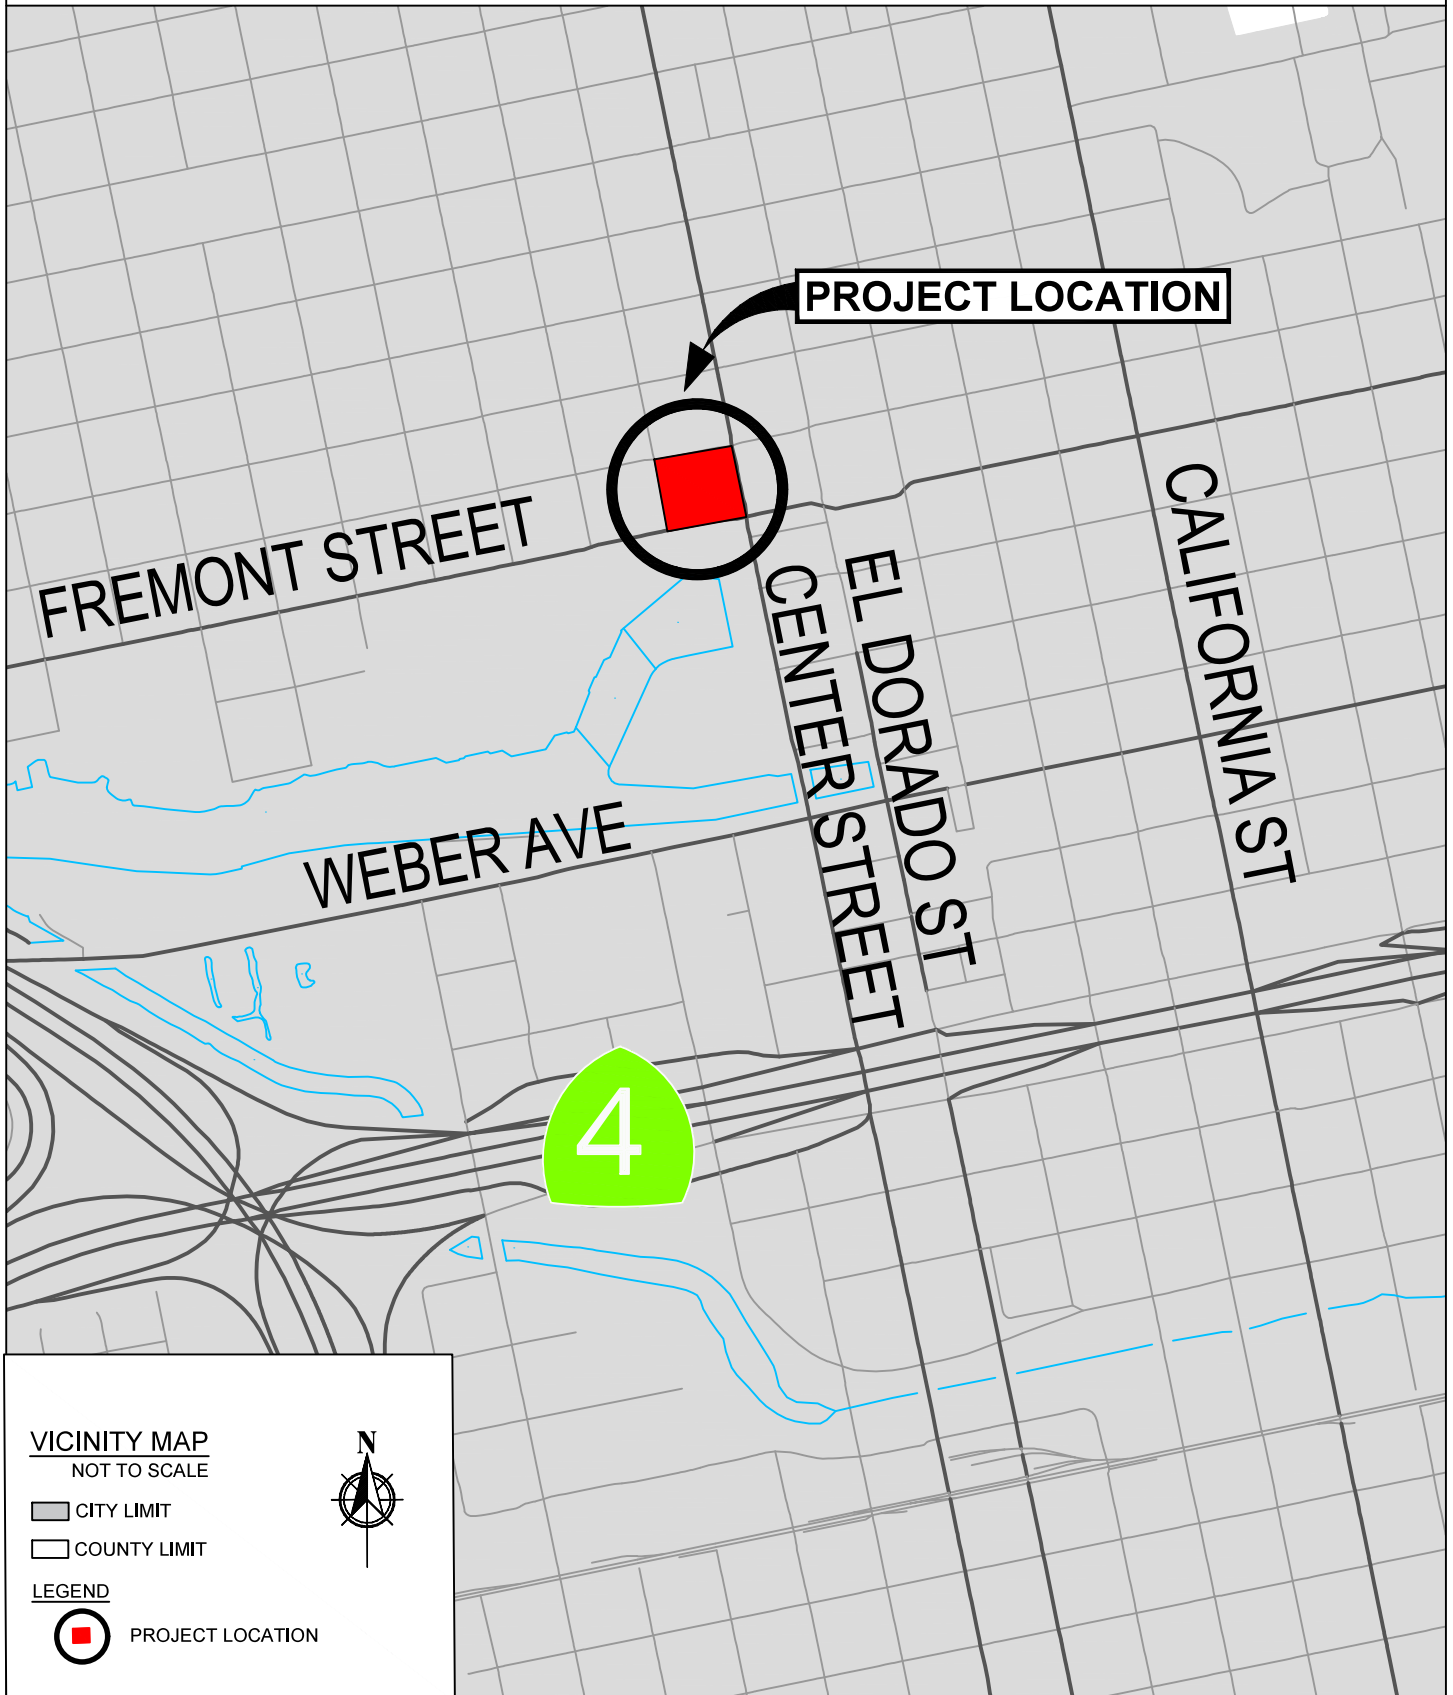 PROJECT LOCATION
FREMONT STREET
CENTER STREET
EL DORADO ST
CALIFORNIA ST
WEBER AVE
4
VICINITY MAP
NOT TO SCALE
N
CITY LIMIT
COUNTY LIMIT
LEGEND
PROJECT LOCATION